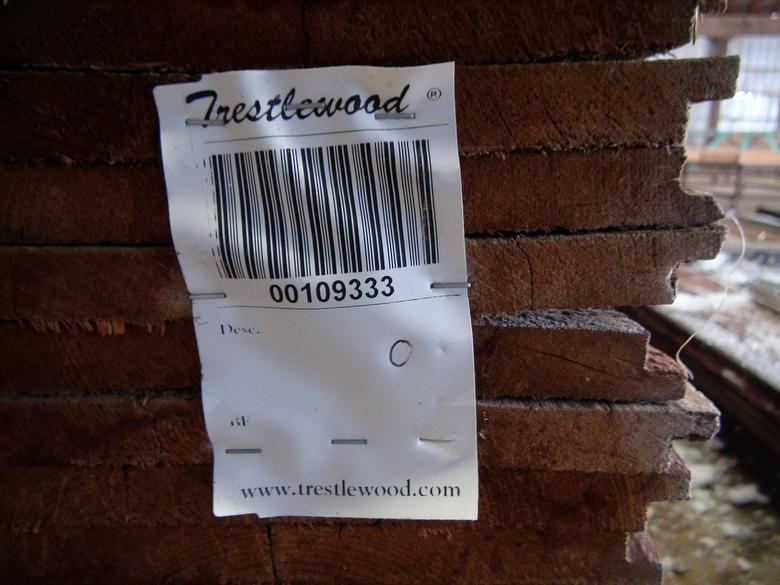 Trestlewood ®
00109333
Desc.
BF
www.trestlewood.com